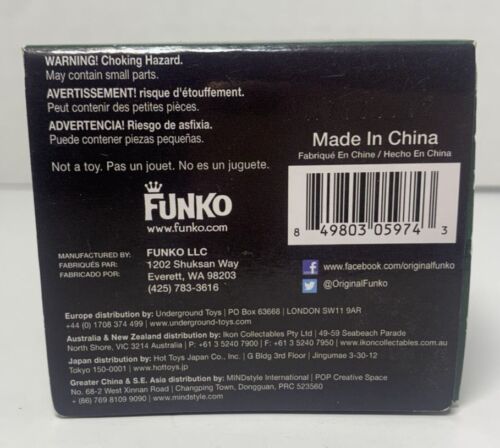 WARNING! Choking Hazard.
May contain small parts.
AVERTISSEMENT! risque d'étouffement.
Peut contenir des petites pièces.
ADVERTENCIA! Riesgo de asfixia.
Puede contener piezas pequeñas.
Not a toy. Pas un jouet. No es un juguete.
Made In China
Fabriqué En Chine / Hecho En China
8 49803 05974 3
FUNKO
www.funko.com
MANUFACTURED BY:
FABRIQUÉS PAR:
FABRICADO POR:
FUNKO LLC
1202 Shuksan Way
Everett, WA 98203
(425) 783-3616
www.facebook.com/originalfunko
@OriginalFunko
Europe distribution by: Underground Toys | PO Box 63668 | LONDON SW11 9AR
+44 (0) 1708 374 499 | www.underground-toys.com
Australia & New Zealand distribution by: Ikon Collectables Pty Ltd | 49-59 Seabeach Parade
North Shore, VIC 3214 Australia | P: +61 3 5240 7900 | F: +61 3 5240 7950 | www.ikoncollectables.com.au
Japan distribution by: Hot Toys Japan Co., Inc. | G Bldg 3rd Floor | Jingumae 3-30-12
Tokyo 150-0001 | www.hottoys.jp
Greater China & S.E. Asia distribution by: MINDstyle International | POP Creative Space
No. 68-2 West Xinnan Road | Changping Town, Dongguan, PRC 523560
+ (86) 769 8109 9090 | www.mindstyle.com